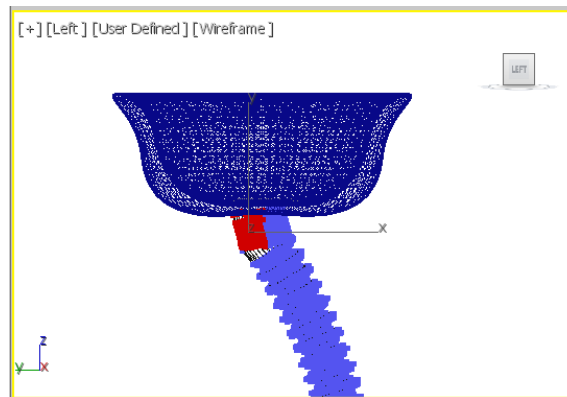 [+] [Left] [User Defined] [Wireframe]
LEFT
y
x
z
y x